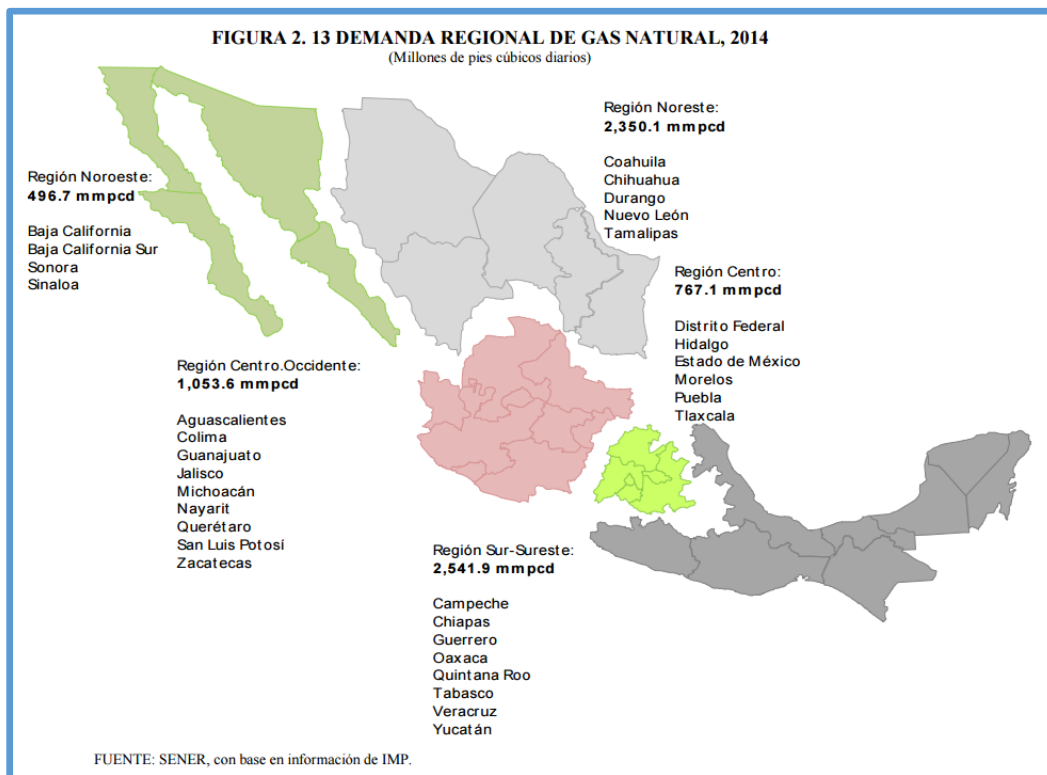 FIGURA 2. 13 DEMANDA REGIONAL DE GAS NATURAL, 2014
(Millones de pies cúbicos diarios)
Región Noreste:
2,350.1 mmpcd
Coahuila
Chihuahua
Durango
Nuevo León
Tamalipas
Región Noroeste:
496.7 mmpcd
Baja California
Baja California Sur
Sonora
Sinaloa
Región Centro:
767.1 mmpcd
Distrito Federal
Hidalgo
Estado de México
Morelos
Puebla
Tlaxcala
Región Centro.Occidente:
1,053.6 mmpcd
Aguascalientes
Colima
Guanajuato
Jalisco
Michoacán
Nayarit
Querétaro
San Luis Potosí
Zacatecas
Región Sur-Sureste:
2,541.9 mmpcd
Campeche
Chiapas
Guerrero
Oaxaca
Quintana Roo
Tabasco
Veracruz
Yucatán
FUENTE: SENER, con base en información de IMP.